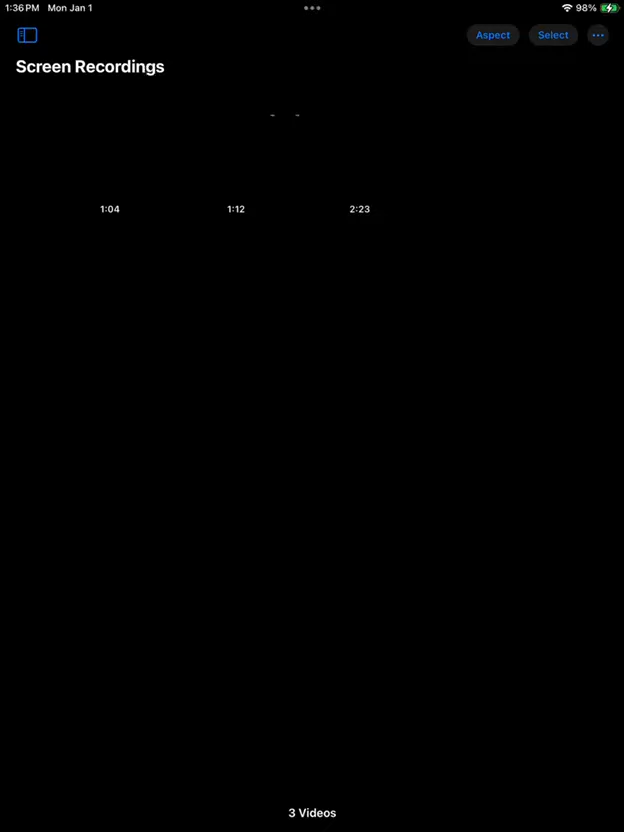 1:36 PM Mon Jan 1 98%
Aspect Select
Screen Recordings
1:04 1:12 2:23
3 Videos